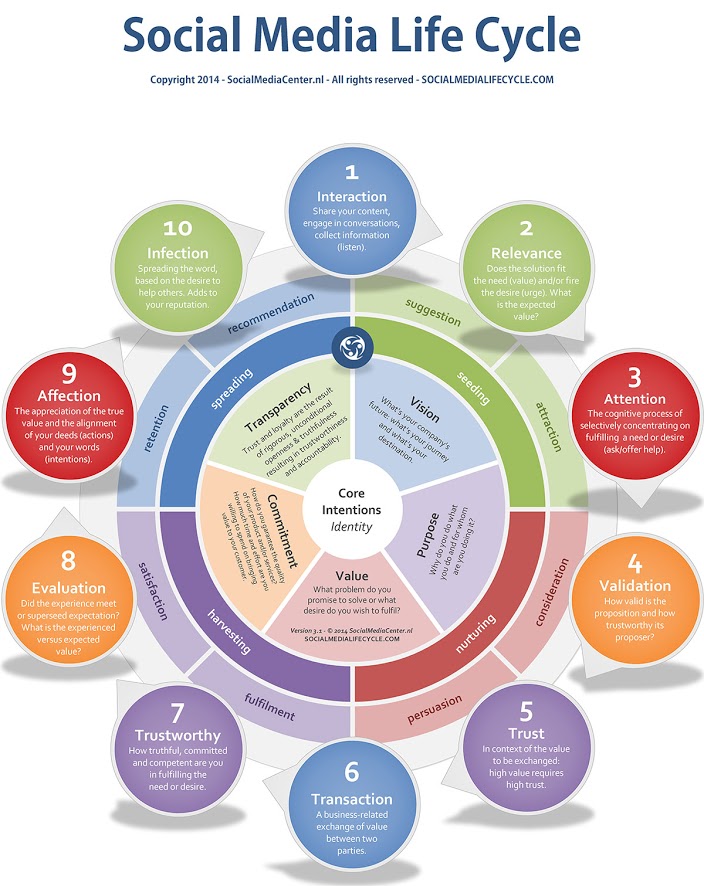 Social Media Life Cycle
Copyright 2014 - SocialMediaCenter.nl - All rights reserved - SOCIALMEDIALIFECYCLE.COM
1
Interaction
Share your content,
engage in conversations,
collect information
(listen).
2
Relevance
Does the solution fit
the need (value) and/or fire
the desire (urge). What
is the expected
value?
3
Attention
The cognitive process of
selectively concentrating on
fulfilling a need or desire
(ask/offer help).
4
Validation
How valid is the
proposition and how
trustworthy its
proposer?
5
Trust
In context of the value
to be exchanged:
high value requires
high trust.
6
Transaction
A business-related
exchange of value
between two
parties.
7
Trustworthy
How truthful, committed
and competent are you
in fulfilling the
need or desire.
8
Evaluation
Did the experience meet
or superseed expectation?
What is the experienced
versus expected
value?
9
Affection
The appreciation of the true
value and the alignment
of your deeds (actions)
and your words
(intentions).
10
Infection
Spreading the word,
based on the desire to
help others. Adds to
your reputation.
suggestion
attraction
consideration
persuasion
fulfilment
satisfaction
retention
recommendation
seeding
nurturing
harvesting
spreading
Vision
What's your company's
future, what's your journey
and what's your
destination.
Purpose
Why do you do what
you do and for whom
are you doing it?
Value
What problem do you
promise to solve or what
desire do you wish to fulfil?
Version 3.1 - © 2014 SocialMediaCenter.nl
SOCIALMEDIALIFECYCLE.COM
Commitment
How do you garantee the quality
of your product and/or services?
How much time and effort are you
willing to spend on bringing
value to your customer.
Transparency
Trust and loyalty are the result
of rigorous, unconditional
openness & truthfulness
resulting in trustworthiness
and accountability.
Core
Intentions
Identity